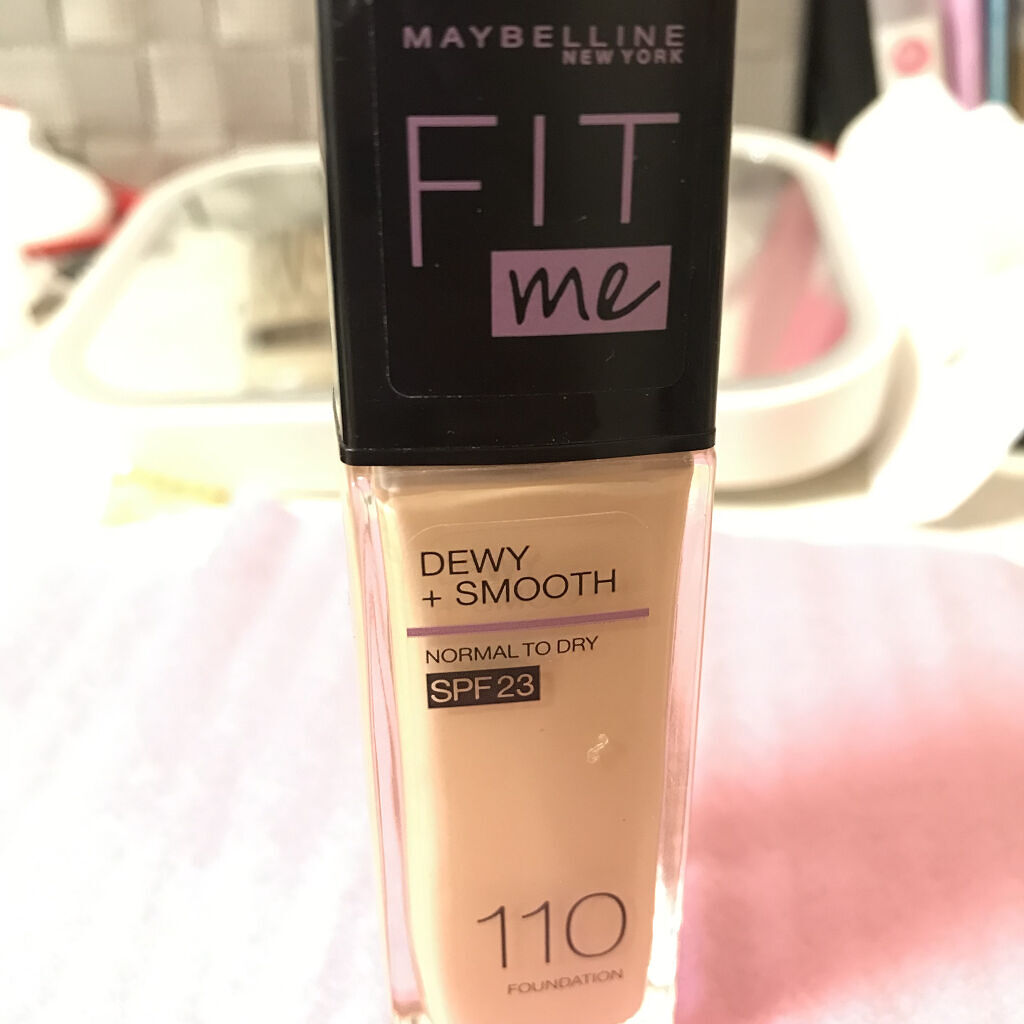 MAYBELLINE
NEW YORK
FIT
me
DEWY
+ SMOOTH
NORMAL TO DRY
SPF 23
110
FOUNDATION